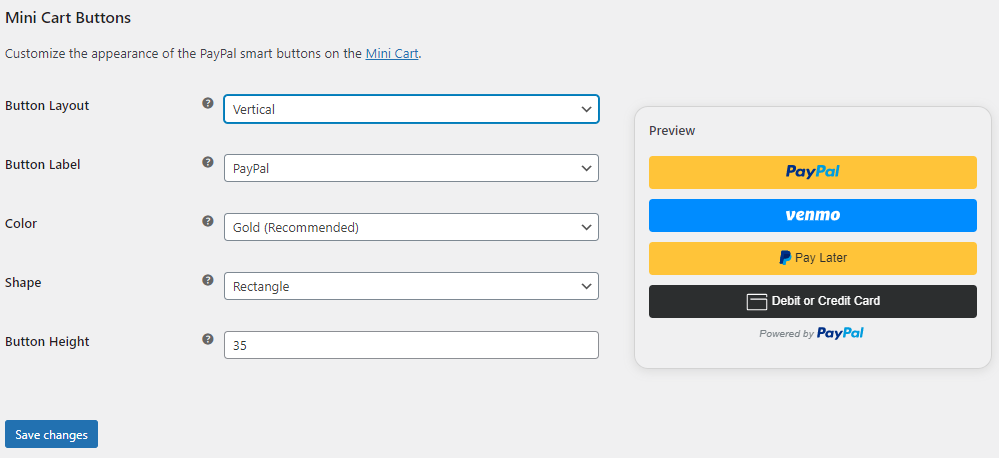 Mini Cart Buttons
Customize the appearance of the PayPal smart buttons on the Mini Cart.
Button Layout
?
Vertical
Button Label
?
PayPal
Color
?
Gold (Recommended)
Shape
?
Rectangle
Button Height
?
35
Save changes
Preview
PayPal
venmo
Pay Later
Debit or Credit Card
Powered by PayPal